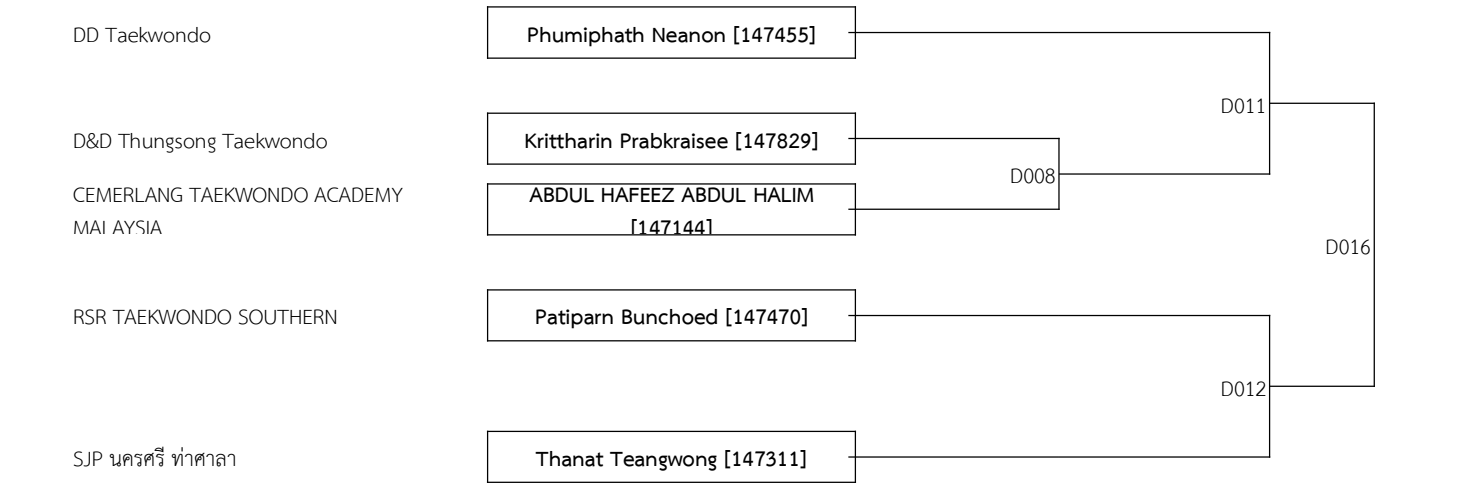 DD Taekwondo
Phumiphath Neanon [147455]
D011
D&D Thungsong Taekwondo
Krittharin Prabkraisee [147829]
D008
CEMERLANG TAEKWONDO ACADEMY
MALAYSIA
ABDUL HAFEEZ ABDUL HALIM
[147144]
D016
RSR TAEKWONDO SOUTHERN
Patiparn Bunchoed [147470]
D012
SJP นครศรี ท่าศาลา
Thanat Teangwong [147311]